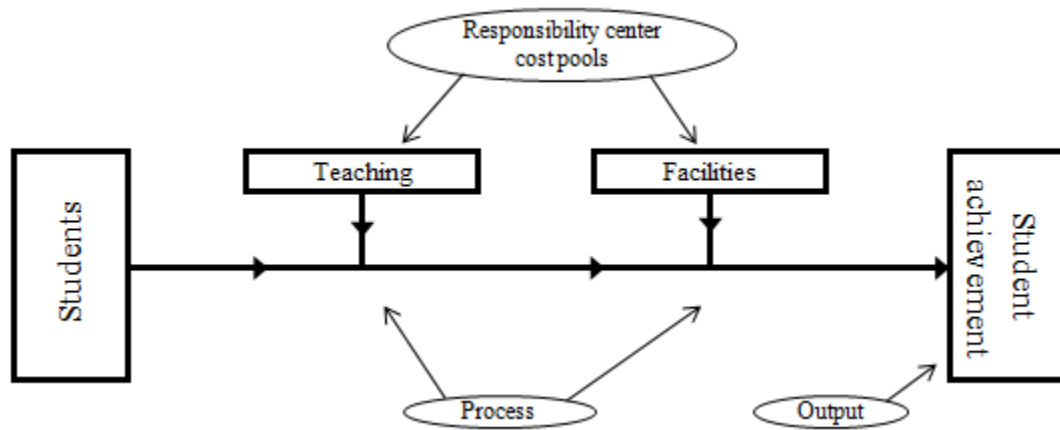 Responsibility center
cost pools
Teaching
Facilities
Students
Student
achievement
Process
Output